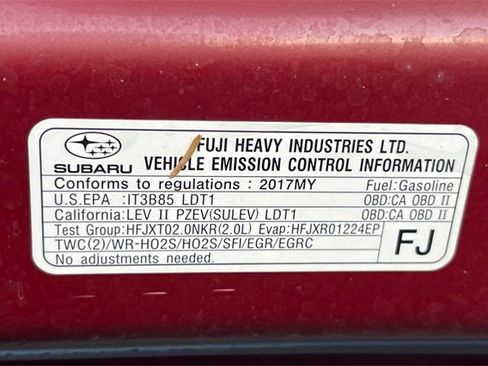 FUJI HEAVY INDUSTRIES LTD.
SUBARU VEHICLE EMISSION CONTROL INFORMATION
Conforms to regulations : 2017MY Fuel:Gasoline
U.S.EPA :IT3B85 LDT1 OBD:CA OBD II
California:LEV II PZEV(SULEV) LDT1 OBD:CA OBD II
Test Group:HFJXT02.0NKR(2.0L) Evap:HFJXR01224EP
TWC(2)/WR-HO2S/HO2S/SFI/EGR/EGRC FJ
No adjustments needed.